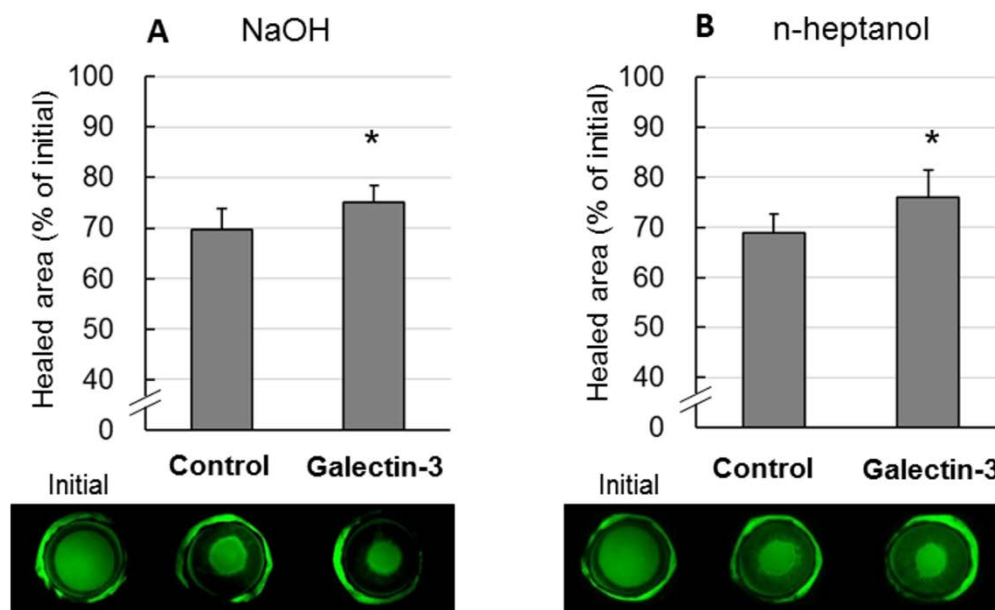 A NaOH
Healed area (% of initial)
100
90
80
70
60
50
40
0
*
Control Galectin-3
Initial
B n-heptanol
Healed area (% of initial)
100
90
80
70
60
50
40
0
*
Control Galectin-3
Initial